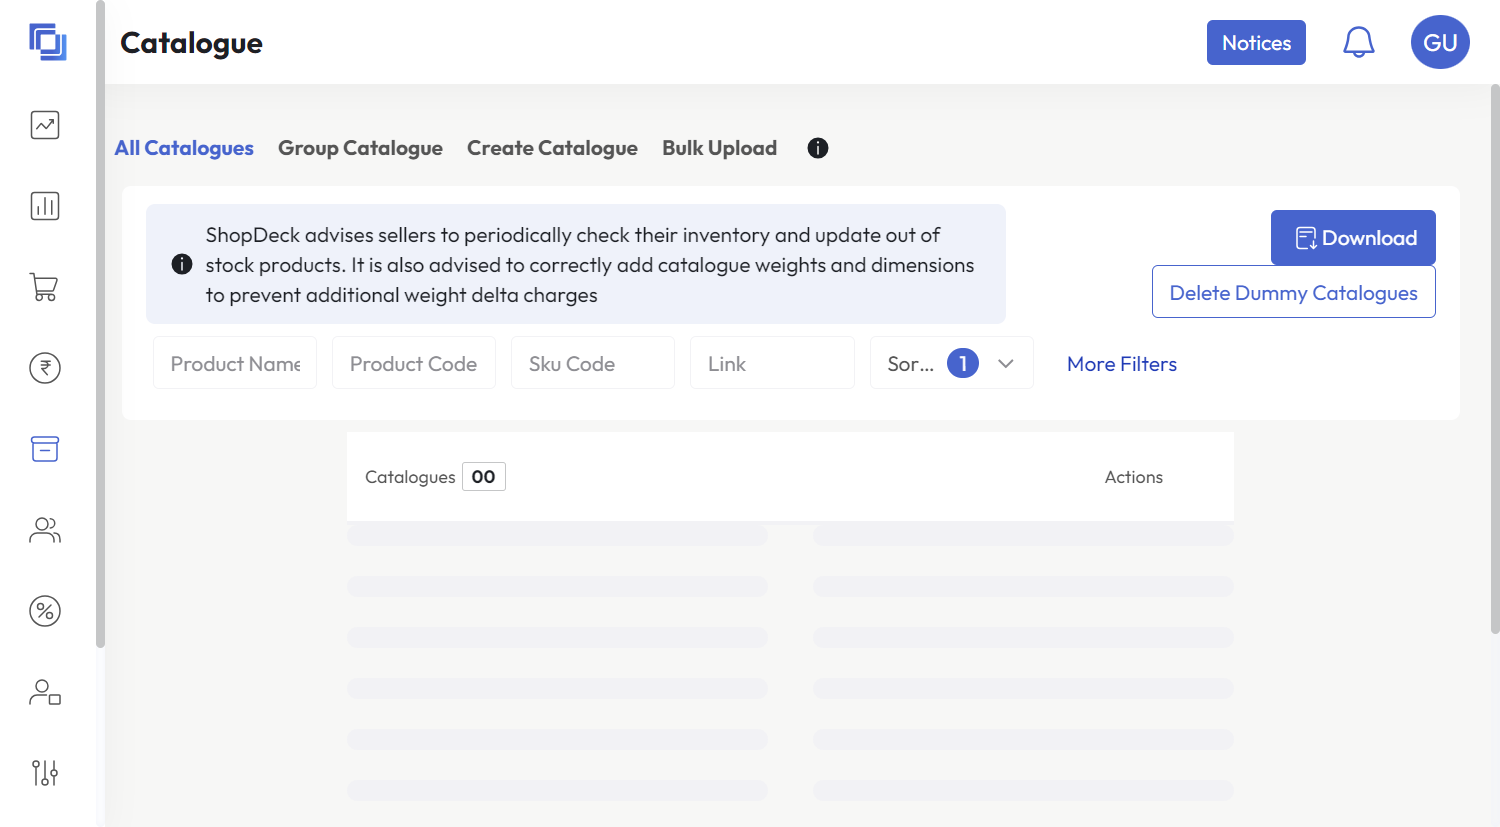 Catalogue
Notices
GU
All Catalogues
Group Catalogue
Create Catalogue
Bulk Upload
ShopDeck advises sellers to periodically check their inventory and update out of
stock products. It is also advised to correctly add catalogue weights and dimensions
to prevent additional weight delta charges
Download
Delete Dummy Catalogues
Product Name
Product Code
Sku Code
Link
Sor... 1
More Filters
Catalogues 00
Actions